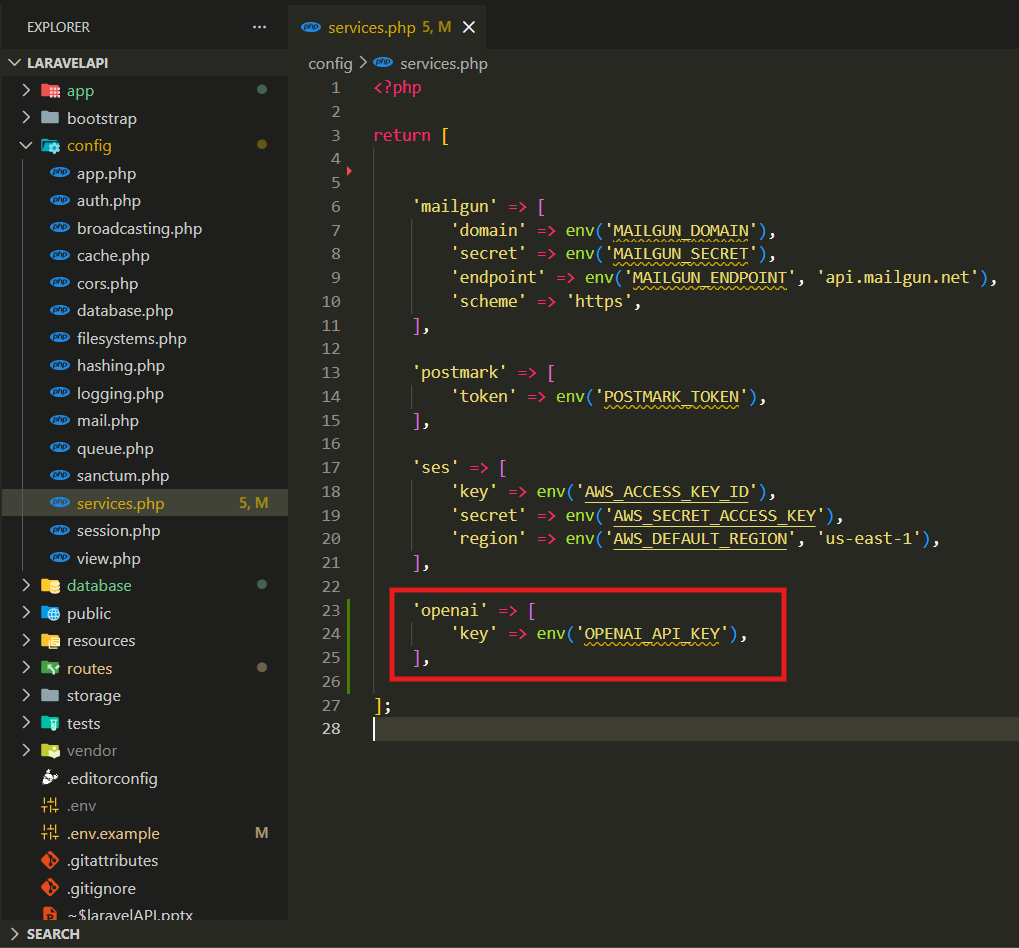 EXPLORER ...
LARAVELAPI
app
bootstrap
config
app.php
auth.php
broadcasting.php
cache.php
cors.php
database.php
filesystems.php
hashing.php
logging.php
mail.php
queue.php
sanctum.php
services.php 5, M
session.php
view.php
database
public
resources
routes
storage
tests
vendor
.editorconfig
.env
.env.example M
.gitattributes
.gitignore
~$laravelAPI.pptx
SEARCH
php services.php 5, M
config > php services.php
1 <?php
2
3 return [
4
5
6 'mailgun' => [
7 'domain' => env('MAILGUN_DOMAIN'),
8 'secret' => env('MAILGUN_SECRET'),
9 'endpoint' => env('MAILGUN_ENDPOINT', 'api.mailgun.net'),
10 'scheme' => 'https',
11 ],
12
13 'postmark' => [
14 'token' => env('POSTMARK_TOKEN'),
15 ],
16
17 'ses' => [
18 'key' => env('AWS_ACCESS_KEY_ID'),
19 'secret' => env('AWS_SECRET_ACCESS_KEY'),
20 'region' => env('AWS_DEFAULT_REGION', 'us-east-1'),
21 ],
22
23 'openai' => [
24 'key' => env('OPENAI_API_KEY'),
25 ],
26
27 ];
28